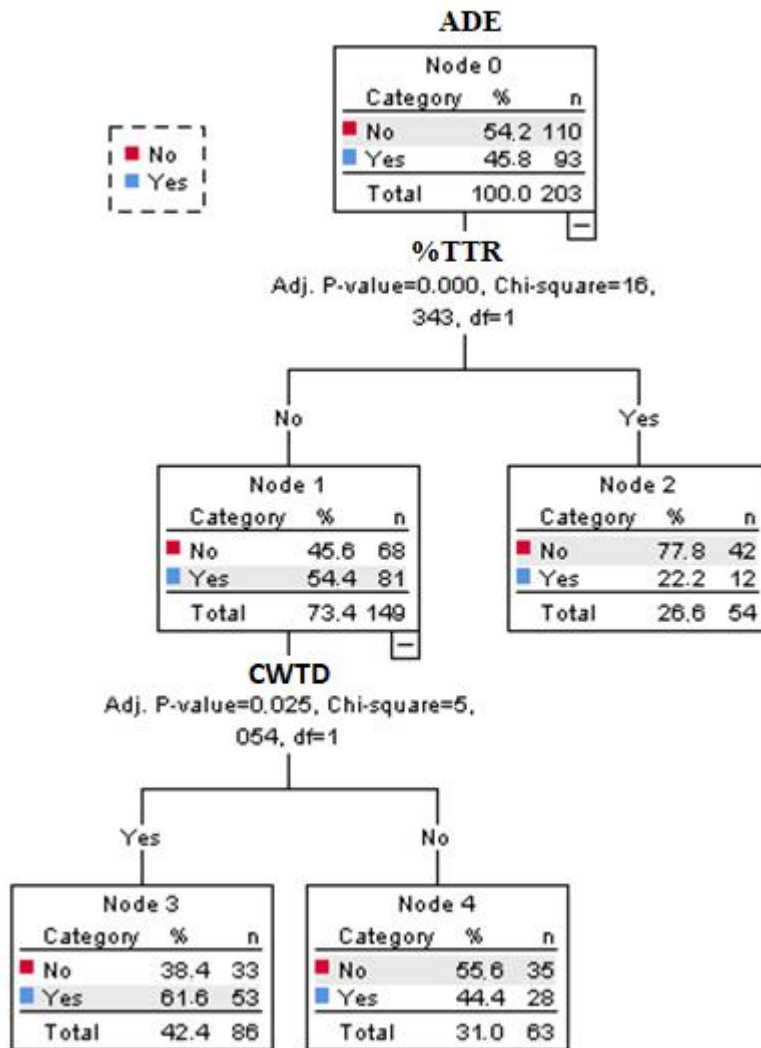 ADE
Node 0
Category % n
No 54.2 110
Yes 45.8 93
Total 100.0 203
No
Yes
%TTR
Adj. P-value=0.000, Chi-square=16,
343, df=1
No
Yes
Node 1
Category % n
No 45.6 68
Yes 54.4 81
Total 73.4 149
Node 2
Category % n
No 77.8 42
Yes 22.2 12
Total 26.6 54
CWTD
Adj. P-value=0.025, Chi-square=5,
054, df=1
Yes
No
Node 3
Category % n
No 38.4 33
Yes 61.6 53
Total 42.4 86
Node 4
Category % n
No 55.6 35
Yes 44.4 28
Total 31.0 63